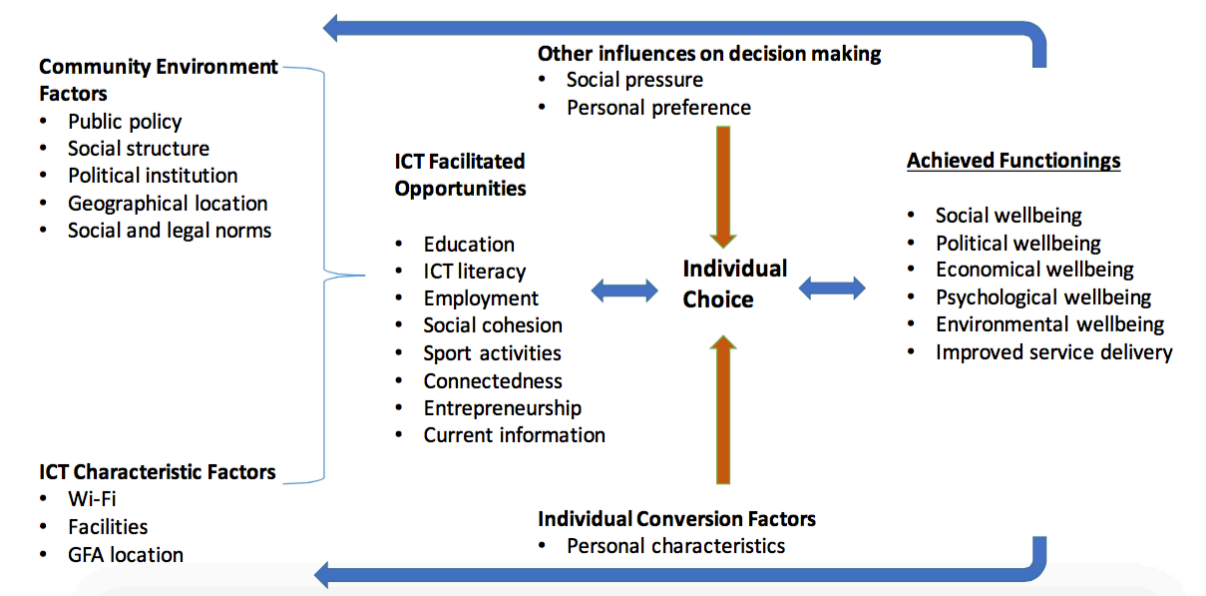 Community Environment
Factors
• Public policy
• Social structure
• Political institution
• Geographical location
• Social and legal norms
ICT Characteristic Factors
• Wi-Fi
• Facilities
• GFA location
ICT Facilitated
Opportunities
• Education
• ICT literacy
• Employment
• Social cohesion
• Sport activities
• Connectedness
• Entrepreneurship
• Current information
Other influences on decision making
• Social pressure
• Personal preference
Individual
Choice
Individual Conversion Factors
• Personal characteristics
Achieved Functionings
• Social wellbeing
• Political wellbeing
• Economical wellbeing
• Psychological wellbeing
• Environmental wellbeing
• Improved service delivery